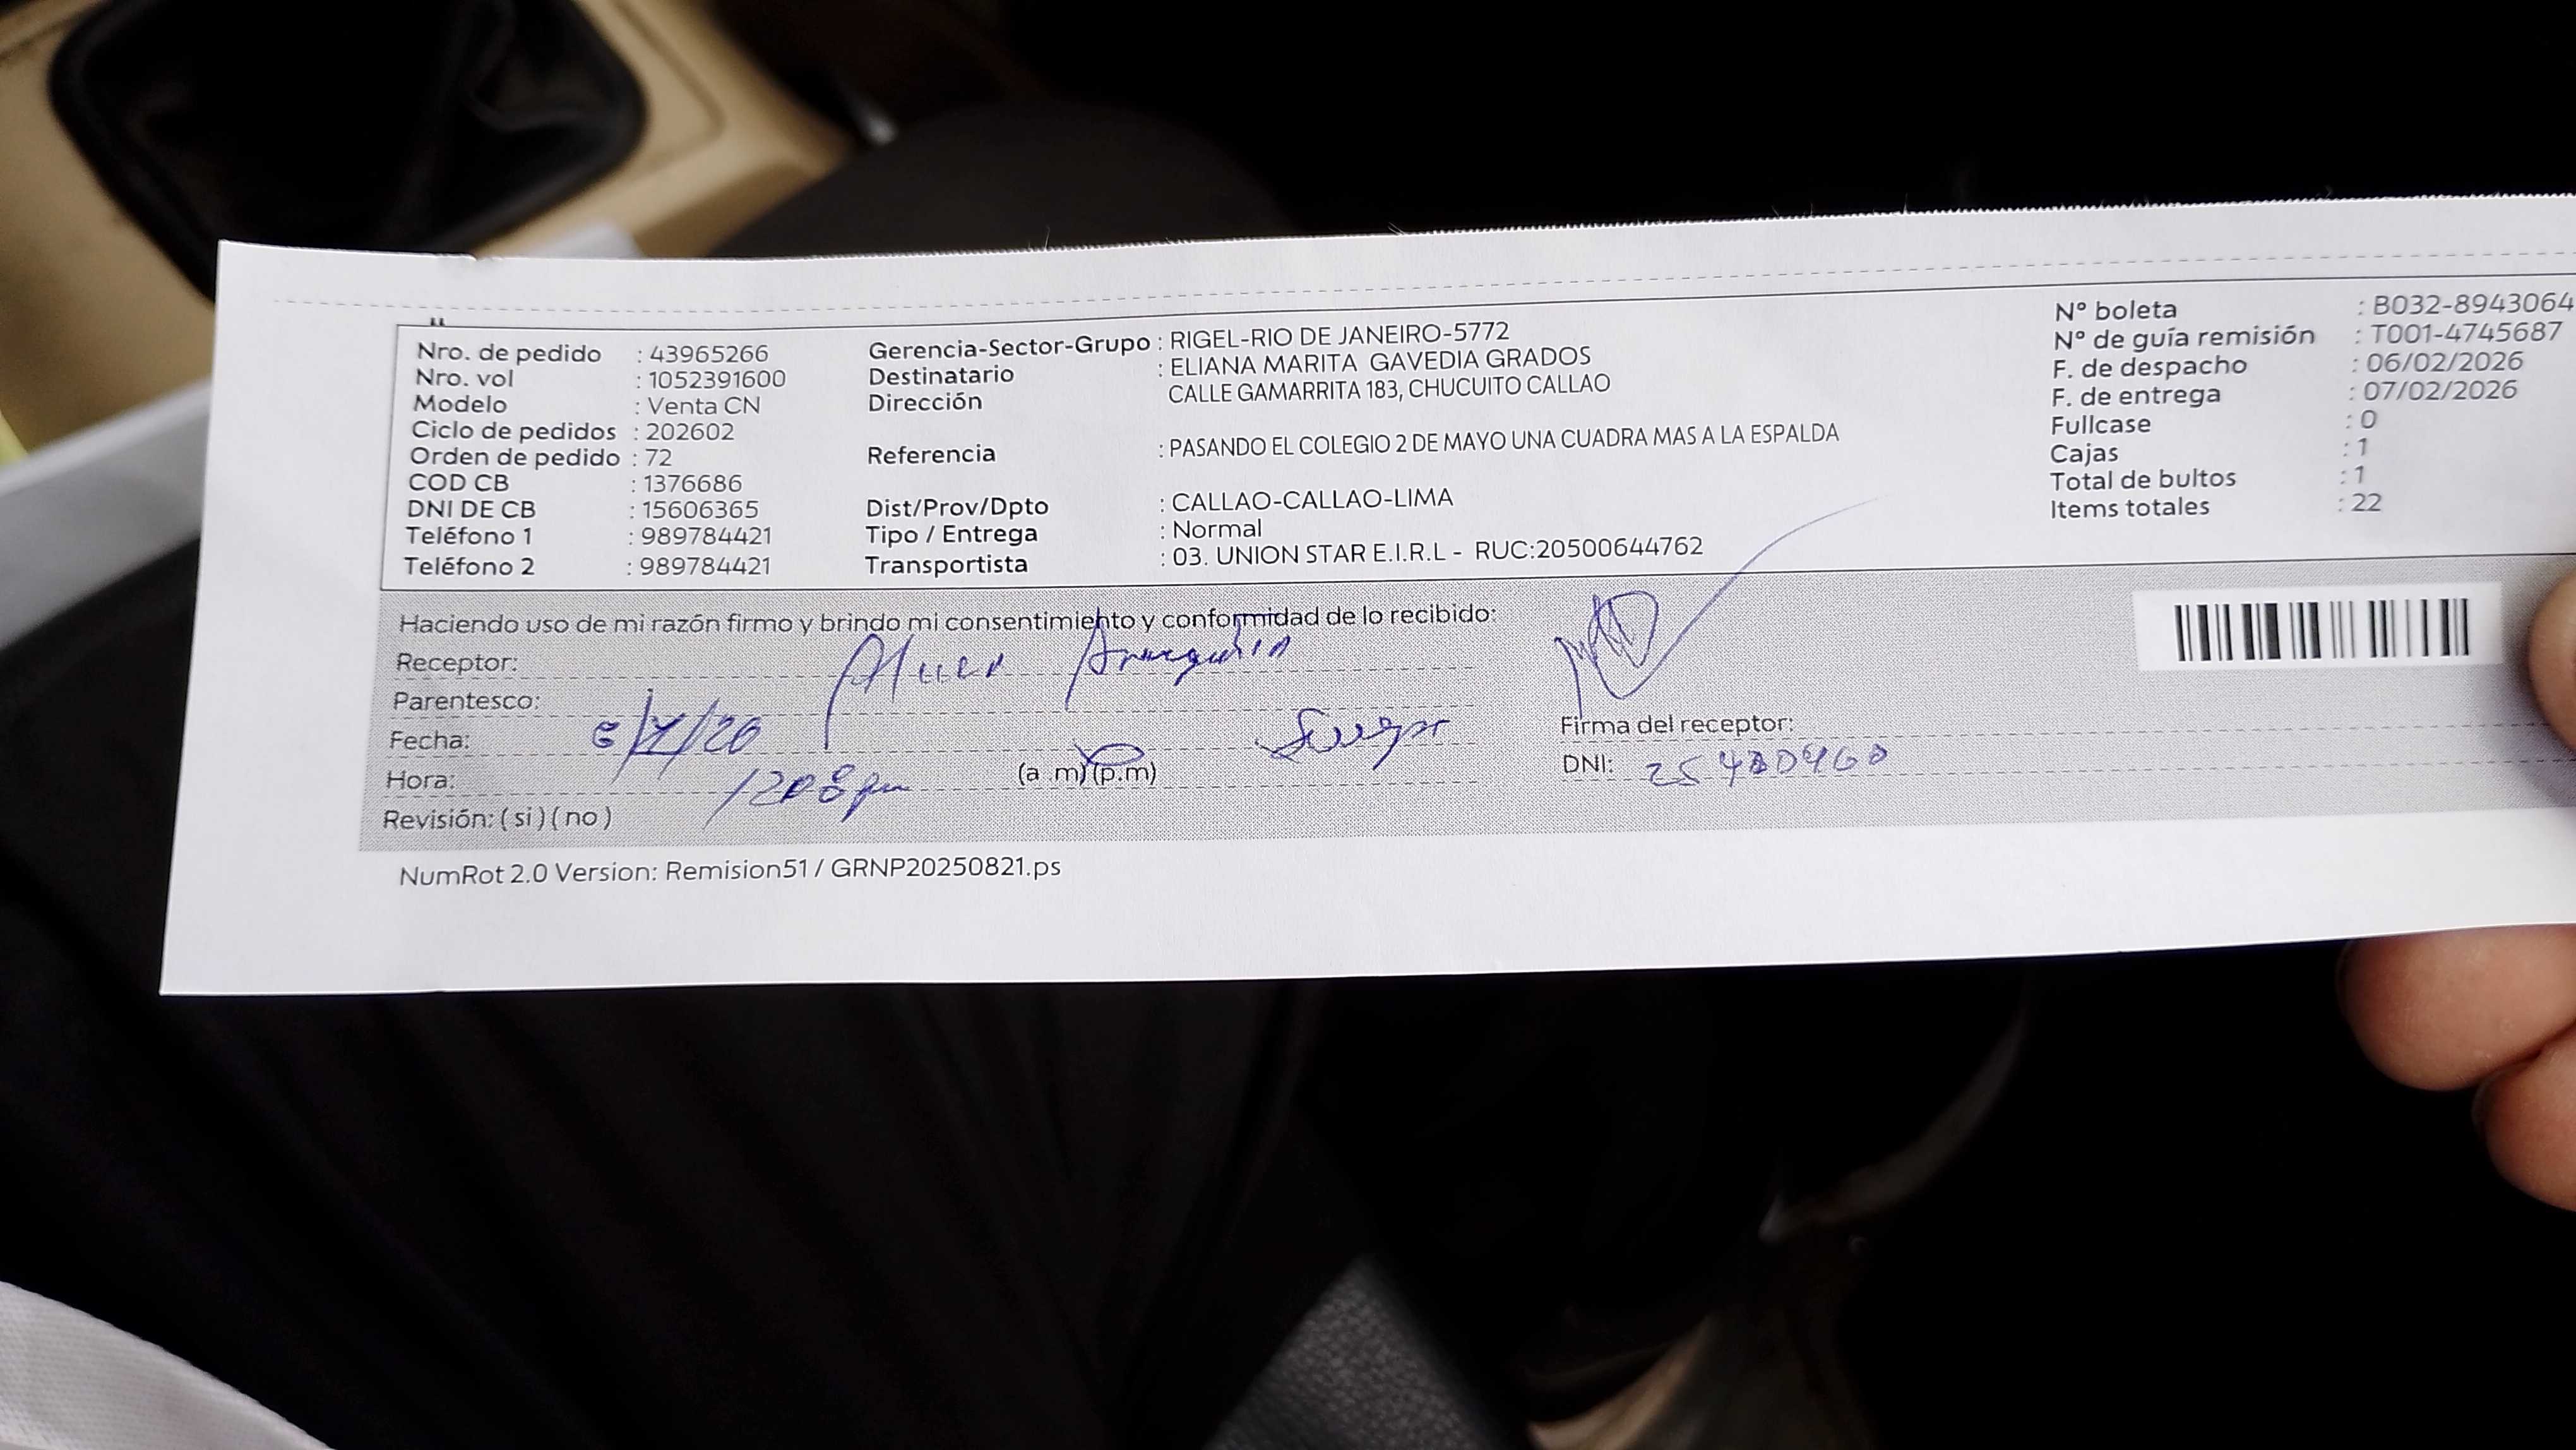 Nro. de pedido : 43965266
Nro. vol : 1052391600
Modelo : Venta CN
Ciclo de pedidos : 202602
Orden de pedido : 72
COD CB : 1376686
DNI DE CB : 15606365
Teléfono 1 : 989784421
Teléfono 2 : 989784421
Gerencia-Sector-Grupo : RIGEL-RIO DE JANEIRO-5772
Destinatario : ELIANA MARITA GAVEDIA GRADOS
Dirección CALLE GAMARRITA 183, CHUCUITO CALLAO
Referencia : PASANDO EL COLEGIO 2 DE MAYO UNA CUADRA MAS A LA ESPALDA
Dist/Prov/Dpto : CALLAO-CALLAO-LIMA
Tipo / Entrega : Normal
Transportista : 03. UNION STAR E.I.R.L - RUC:20500644762
Nº boleta : B032-8943064
Nº de guía remisión : T001-4745687
F. de despacho : 06/02/2026
F. de entrega : 07/02/2026
Fullcase : 0
Cajas : 1
Total de bultos : 1
Items totales : 22
Haciendo uso de mi razón firmo y brindo mi consentimiento y conformidad de lo recibido:
Receptor:
Parentesco:
Fecha:
Hora: 1208pm (a .m) (p.m)
Revisión: ( si ) ( no )
Firma del receptor:
DNI:
NumRot 2.0 Version: Remision51 / GRNP20250821.ps